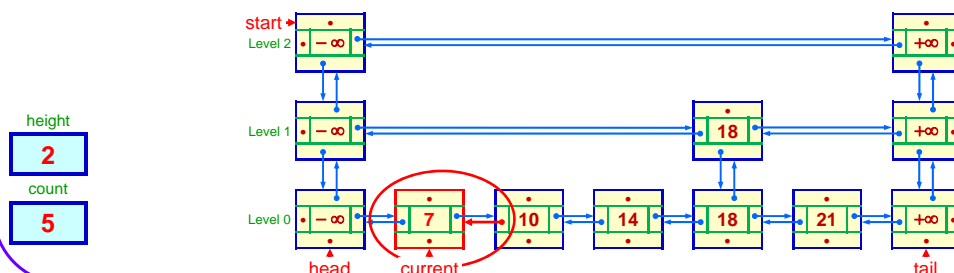 start
Level 2 − ∞ +∞
height
2
Level 1 − ∞ 18 +∞
count
5
Level 0 − ∞ 7 10 14 18 21 +∞
head current tail